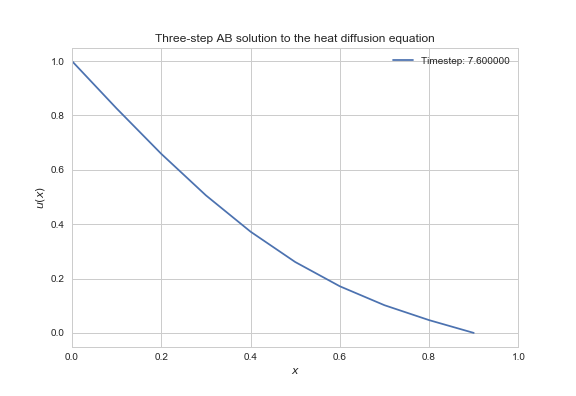 Three-step AB solution to the heat diffusion equation
Timestep: 7.600000
1.0
0.8
0.6
0.4
0.2
0.0
u(x)
0.0 0.2 0.4 0.6 0.8 1.0
x